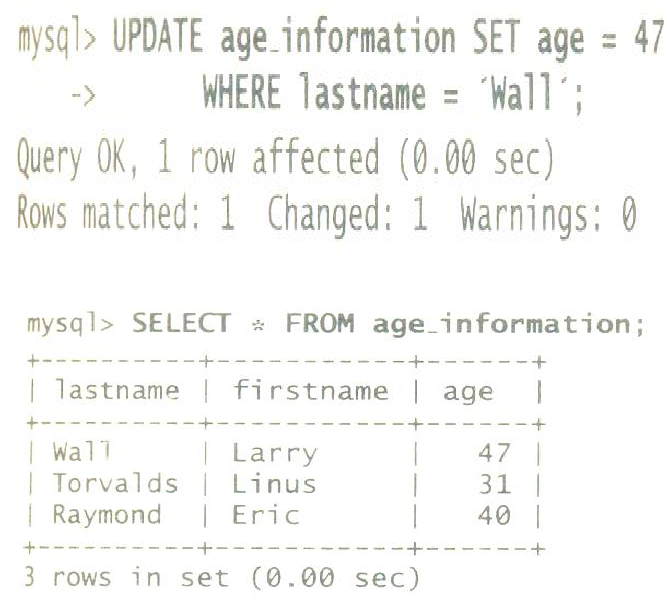 mysql> UPDATE age_information SET age = 47
    ->       WHERE lastname = ´Wall´;
Query OK, 1 row affected (0.00 sec)
Rows matched: 1  Changed: 1  Warnings: 0
mysql> SELECT * FROM age_information;
+----------+-----------+------+
| lastname | firstname | age  |
+----------+-----------+------+
| Wall     | Larry     |   47 |
| Torvalds | Linus     |   31 |
| Raymond  | Eric      |   40 |
+----------+-----------+------+
3 rows in set (0.00 sec)